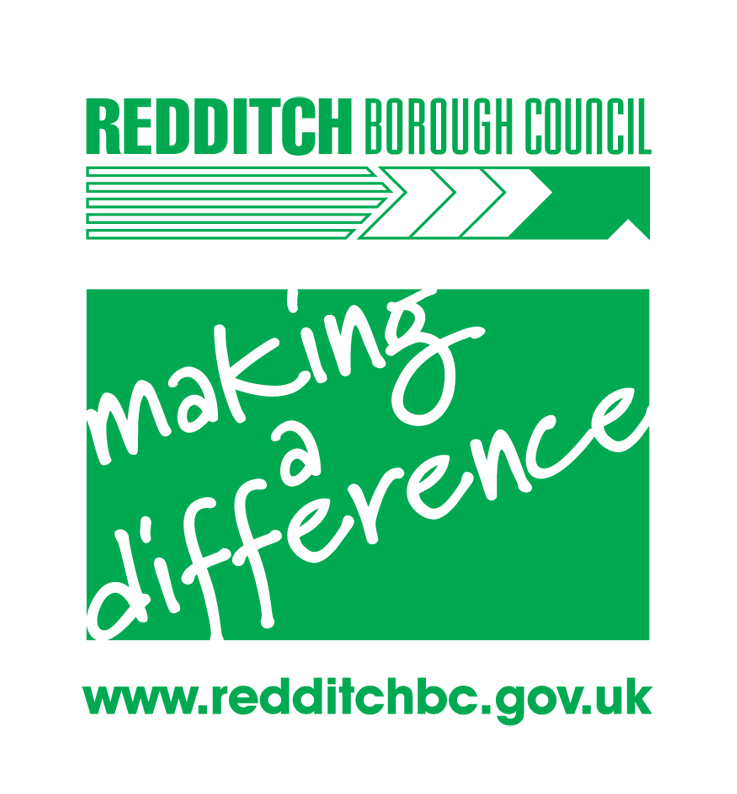 REDDITCH BOROUGH COUNCIL
making
a
difference
www.redditchbc.gov.uk